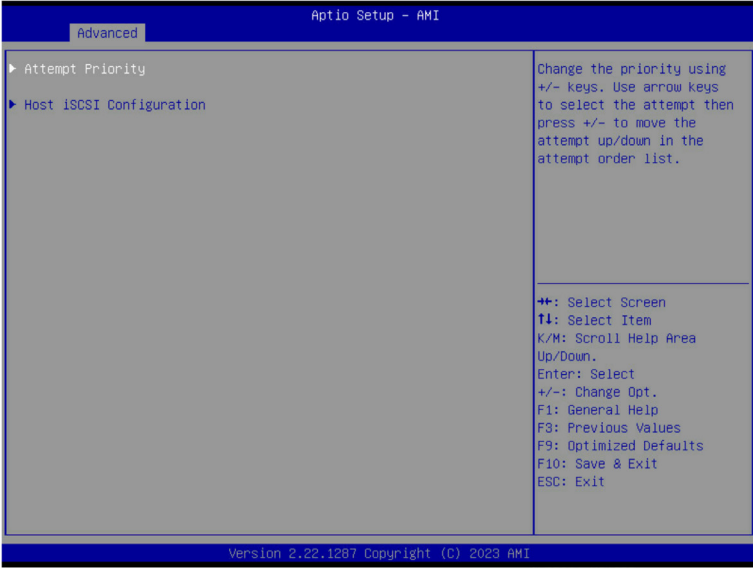 Aptio Setup – AMI
Advanced
Attempt Priority
Host iSCSI Configuration
Change the priority using
+/- keys. Use arrow keys
to select the attempt then
press +/- to move the
attempt up/down in the
attempt order list.
→←: Select Screen
↑↓: Select Item
K/M: Scroll Help Area
Up/Down.
Enter: Select
+/-: Change Opt.
F1: General Help
F3: Previous Values
F9: Optimized Defaults
F10: Save & Exit
ESC: Exit
Version 2.22.1287 Copyright (C) 2023 AMI